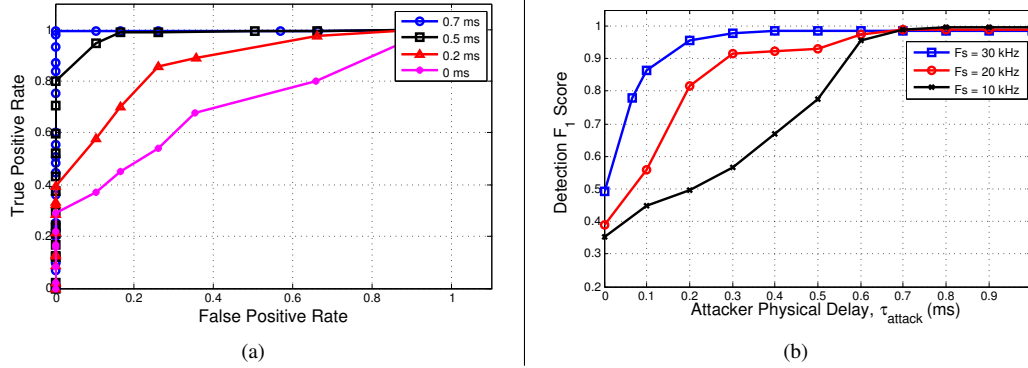 1
0.8
0.6
0.4
0.2
0
0 0.2 0.4 0.6 0.8 1
True Positive Rate
False Positive Rate
0.7 ms
0.5 ms
0.2 ms
0 ms
(a)
1
0.9
0.8
0.7
0.6
0.5
0.4
0.3
0.2
0 0.1 0.2 0.3 0.4 0.5 0.6 0.7 0.8 0.9
Detection F1 Score
Attacker Physical Delay, τattack (ms)
Fs = 30 kHz
Fs = 20 kHz
Fs = 10 kHz
(b)